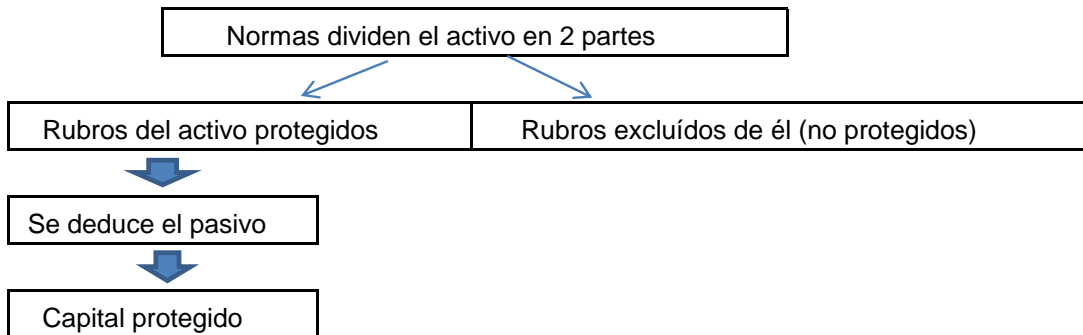 Normas dividen el activo en 2 partes
Rubros del activo protegidos
Rubros excluídos de él (no protegidos)
Se deduce el pasivo
Capital protegido